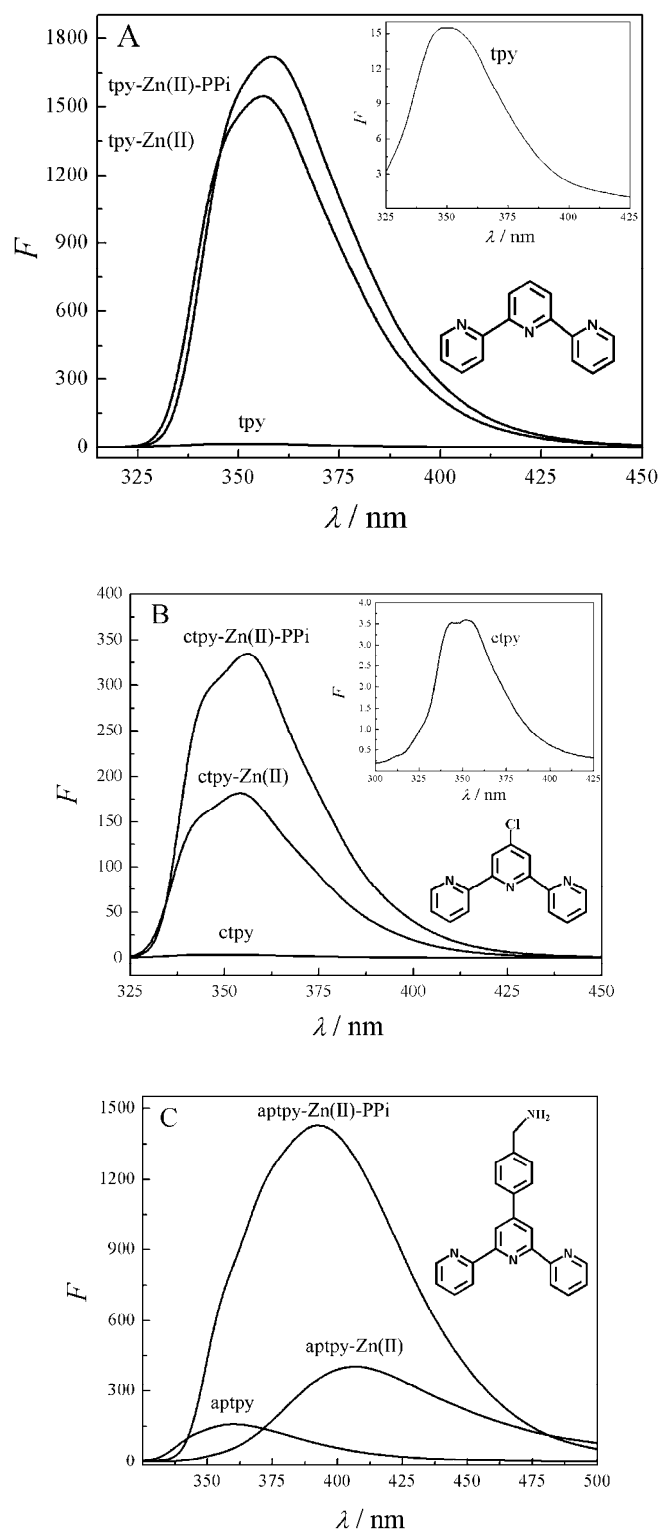 A
tpy-Zn(II)-PPi
tpy-Zn(II)
tpy
F
1800
1500
1200
900
600
300
0
325 350 375 400 425 450
λ / nm
tpy
F
15
12
9
6
3
325 350 375 400 425
λ / nm
N N N
B
ctpy-Zn(II)-PPi
ctpy-Zn(II)
ctpy
F
400
350
300
250
200
150
100
50
0
325 350 375 400 425 450
λ / nm
ctpy
F
4.0
3.5
3.0
2.5
2.0
1.5
1.0
0.5
300 325 350 375 400 425
λ / nm
Cl
N N N
C
aptpy-Zn(II)-PPi
aptpy-Zn(II)
aptpy
F
1500
1200
900
600
300
0
350 375 400 425 450 475 500
λ / nm
NH2
N N N